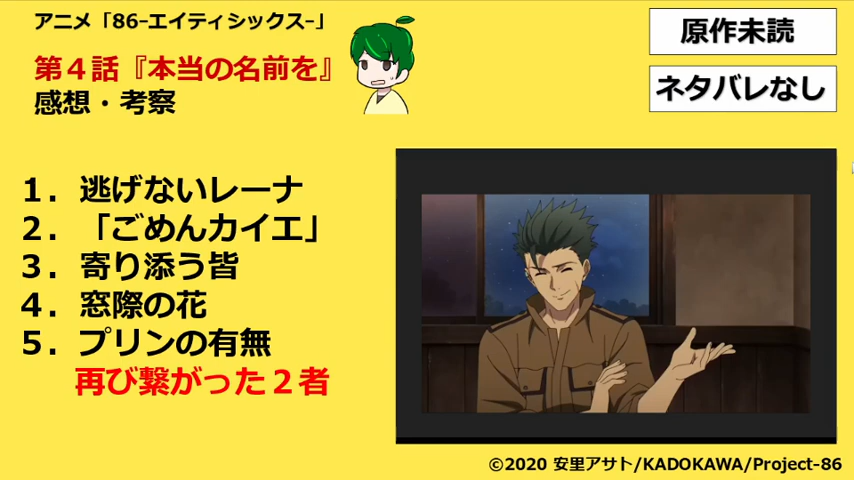 アニメ「86-エイティシックス-」
第４話『本当の名前を』
感想・考察
原作未読
ネタバレなし
１．逃げないレーナ
２．「ごめんカイエ」
３．寄り添う皆
４．窓際の花
５．プリンの有無
再び繋がった２者
©2020 安里アサト/KADOKAWA/Project-86